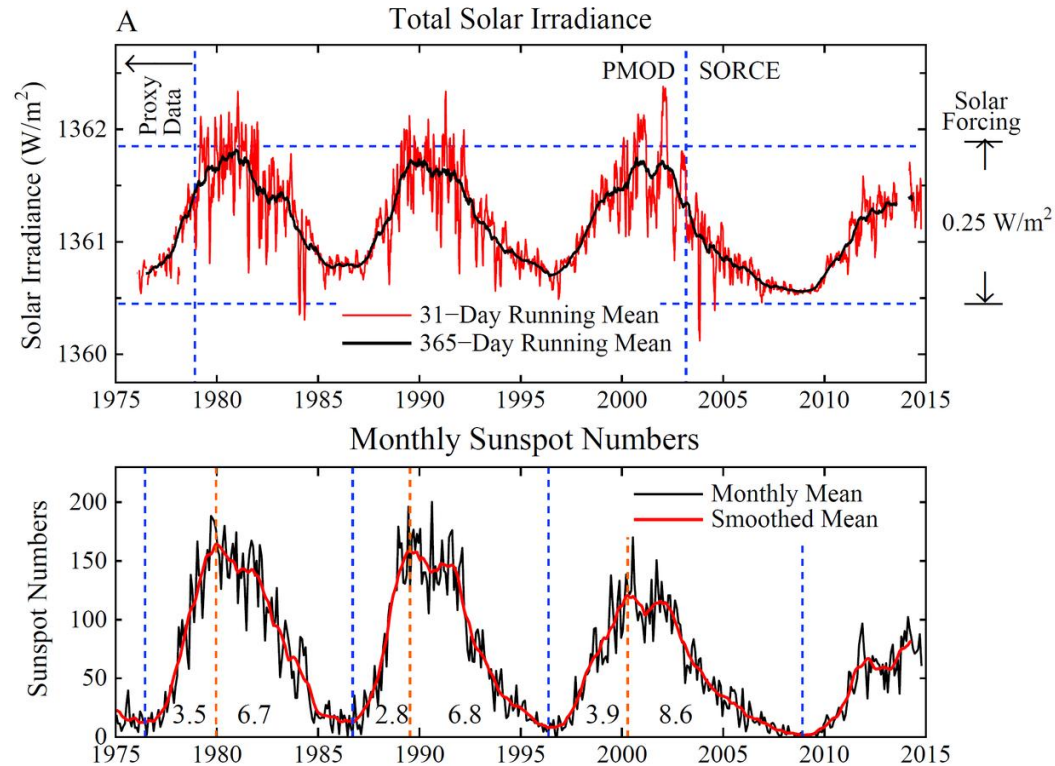 A
Total Solar Irradiance
Solar Irradiance (W/m²)
1362
1361
1360
Proxy
Data
PMOD
SORCE
Solar
Forcing
0.25 W/m²
31-Day Running Mean
365-Day Running Mean
1975 1980 1985 1990 1995 2000 2005 2010 2015
Monthly Sunspot Numbers
Sunspot Numbers
200
150
100
50
0
Monthly Mean
Smoothed Mean
3.5 6.7 2.8 6.8 3.9 8.6
1975 1980 1985 1990 1995 2000 2005 2010 2015